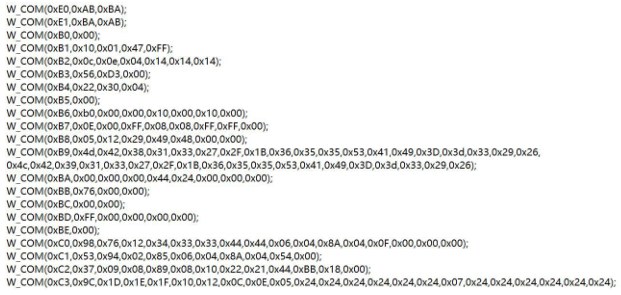 W_COM(0xE0,0xAB,0xBA);
W_COM(0xE1,0xBA,0xAB);
W_COM(0xB0,0x00);
W_COM(0xB1,0x10,0x01,0x47,0xFF);
W_COM(0xB2,0x0c,0x0e,0x04,0x14,0x14,0x14);
W_COM(0xB3,0x56,0xD3,0x00);
W_COM(0xB4,0x22,0x30,0x04);
W_COM(0xB5,0x00);
W_COM(0xB6,0xb0,0x00,0x00,0x10,0x00,0x10,0x00);
W_COM(0xB7,0x0E,0x00,0xFF,0x08,0x08,0xFF,0xFF,0x00);
W_COM(0xB8,0x05,0x12,0x29,0x49,0x48,0x00,0x00);
W_COM(0xB9,0x4d,0x42,0x38,0x31,0x33,0x27,0x2F,0x1B,0x36,0x35,0x35,0x53,0x41,0x49,0x3D,0x3d,0x33,0x29,0x26,
0x4c,0x42,0x39,0x31,0x33,0x27,0x2F,0x1B,0x36,0x35,0x35,0x53,0x41,0x49,0x3D,0x3d,0x33,0x29,0x26);
W_COM(0xBA,0x00,0x00,0x00,0x44,0x24,0x00,0x00,0x00);
W_COM(0xBB,0x76,0x00,0x00);
W_COM(0xBC,0x00,0x00);
W_COM(0xBD,0xFF,0x00,0x00,0x00,0x00);
W_COM(0xBE,0x00);
W_COM(0xC0,0x98,0x76,0x12,0x34,0x33,0x33,0x44,0x44,0x06,0x04,0x8A,0x04,0x0F,0x00,0x00,0x00);
W_COM(0xC1,0x53,0x94,0x02,0x85,0x06,0x04,0x8A,0x04,0x54,0x00);
W_COM(0xC2,0x37,0x09,0x08,0x89,0x08,0x10,0x22,0x21,0x44,0xBB,0x18,0x00);
W_COM(0xC3,0x9C,0x1D,0x1E,0x1F,0x10,0x12,0x0C,0x0E,0x05,0x24,0x24,0x24,0x24,0x24,0x24,0x07,0x24,0x24,0x24,0x24,0x24,0x24);